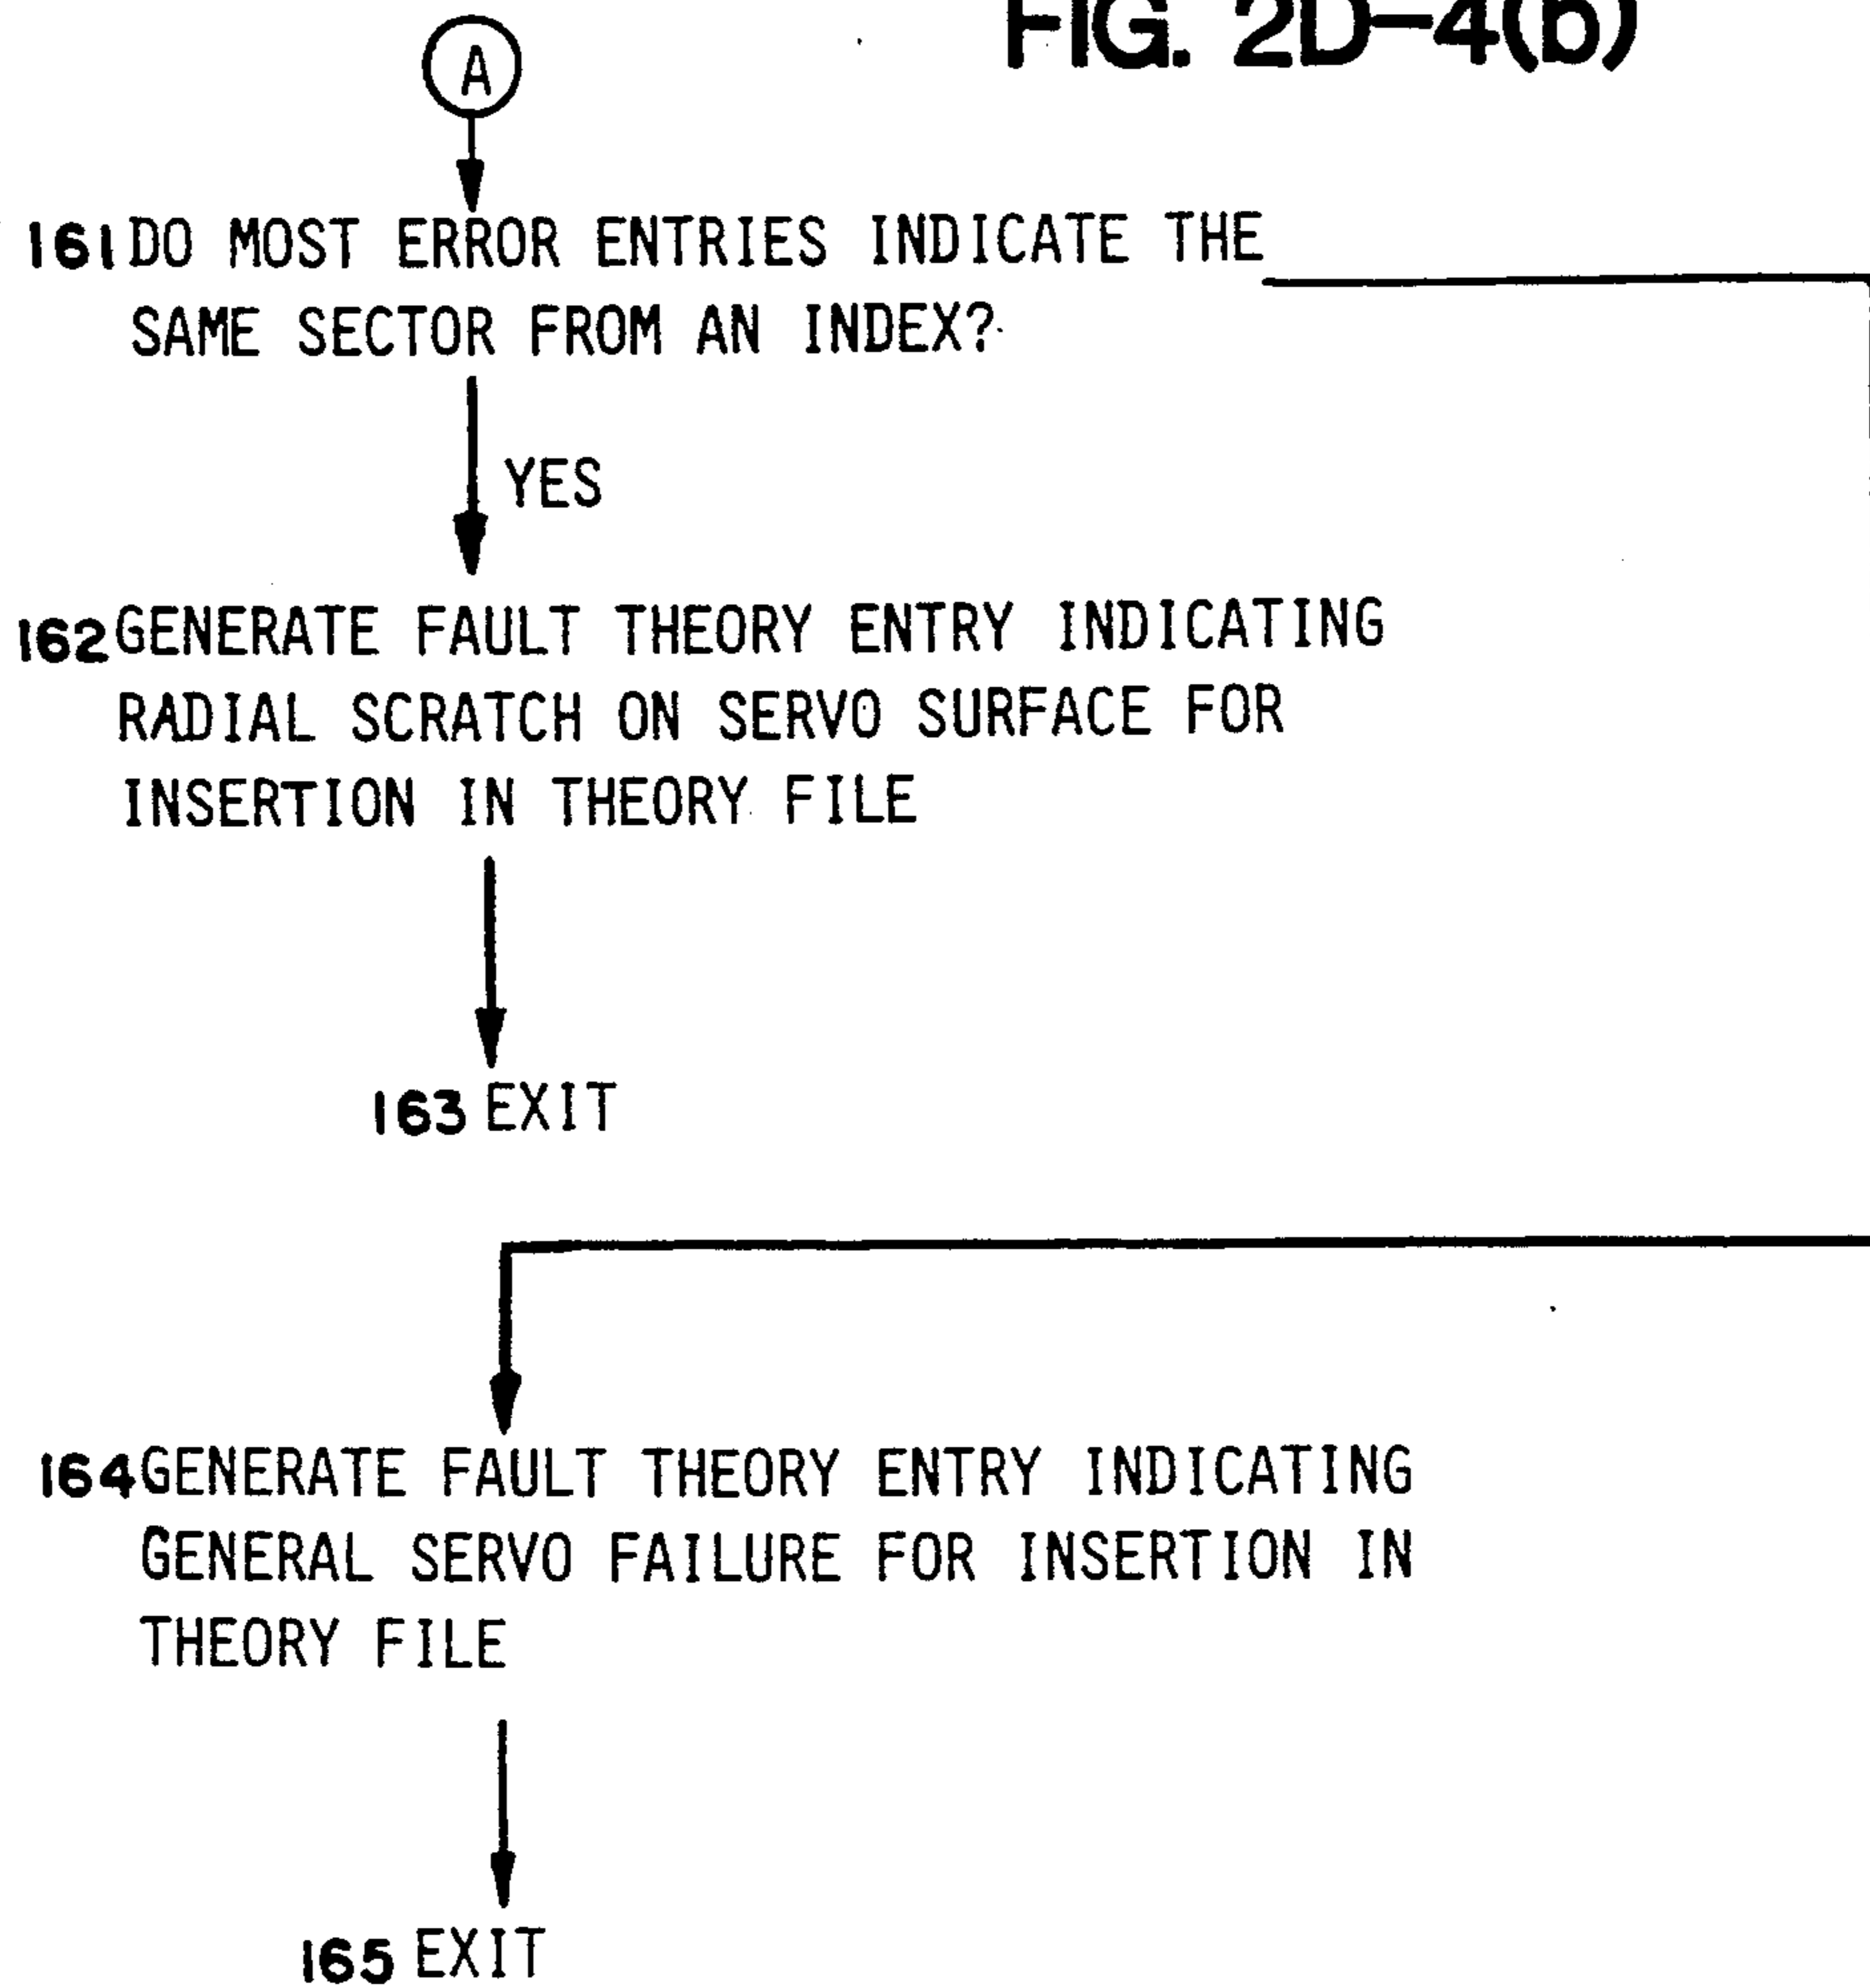 FIG. 2D-4(b)
A
161 DO MOST ERROR ENTRIES INDICATE THE
SAME SECTOR FROM AN INDEX?
YES
162 GENERATE FAULT THEORY ENTRY INDICATING
RADIAL SCRATCH ON SERVO SURFACE FOR
INSERTION IN THEORY FILE
163 EXIT
164 GENERATE FAULT THEORY ENTRY INDICATING
GENERAL SERVO FAILURE FOR INSERTION IN
THEORY FILE
165 EXIT